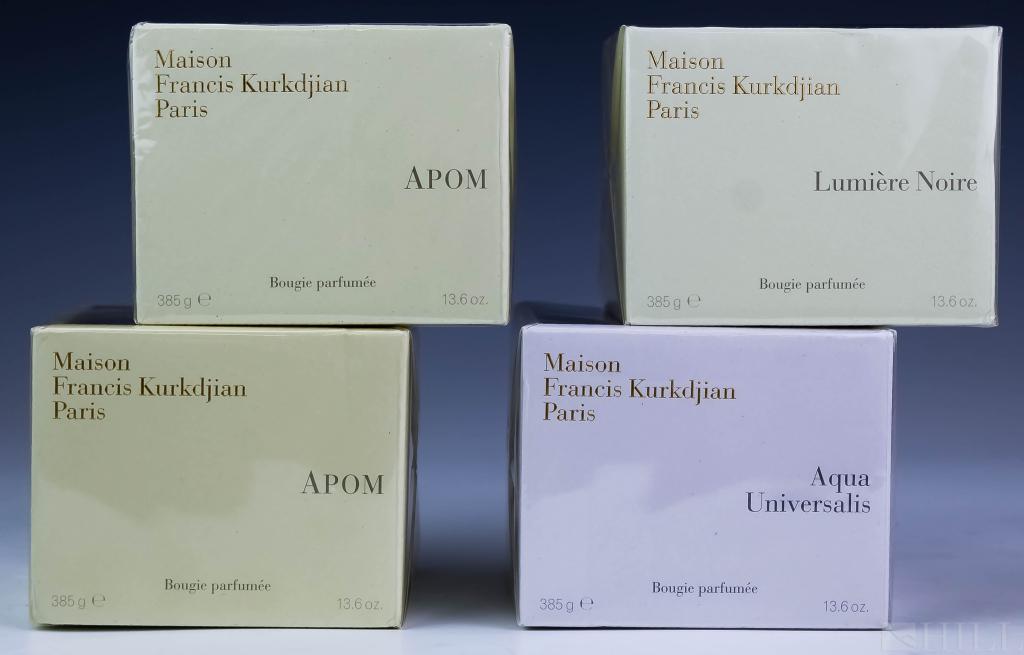 Maison
Francis Kurkdjian
Paris
APOM
Bougie parfumée
385 g ℮
13.6 oz.
Maison
Francis Kurkdjian
Paris
Lumière Noire
Bougie parfumée
385 g ℮
13.6 oz.
Maison
Francis Kurkdjian
Paris
APOM
Bougie parfumée
385 g ℮
13.6 oz.
Maison
Francis Kurkdjian
Paris
Aqua
Universalis
Bougie parfumée
385 g ℮
13.6 oz.
HILL